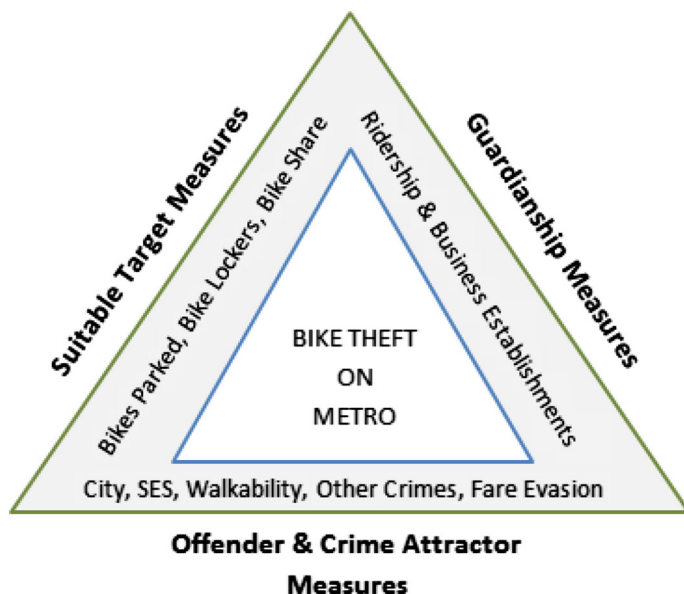 Suitable Target Measures
Bikes Parked, Bike Lockers, Bike Share
Ridership & Business Establishments
Guardianship Measures
BIKE THEFT
ON
METRO
City, SES, Walkability, Other Crimes, Fare Evasion
Offender & Crime Attractor
Measures